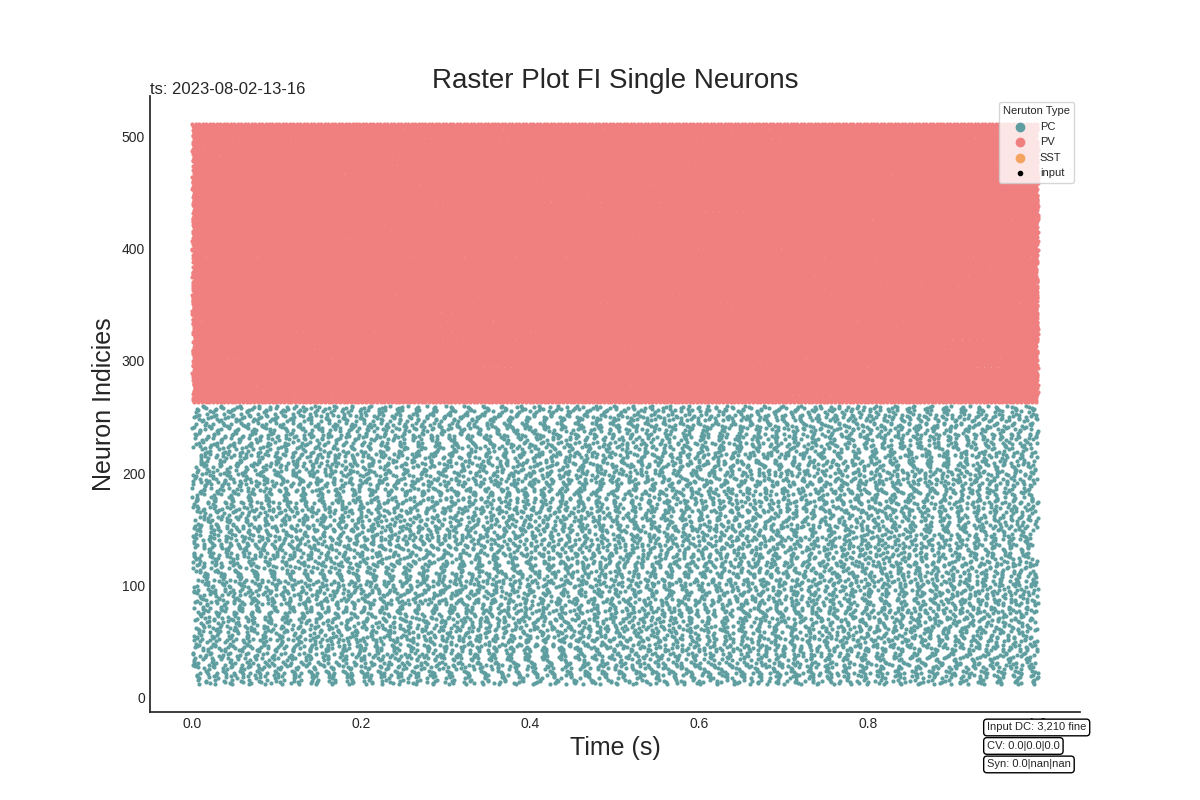 Raster Plot FI Single Neurons
ts: 2023-08-02-13-16
Neruton Type
PC
PV
SST
input
500
400
300
200
100
0
Neuron Indicies
0.0
0.2
0.4
0.6
0.8
Time (s)
Input DC: 3,210 fine
CV: 0.0|0.0|0.0
Syn: 0.0|nan|nan